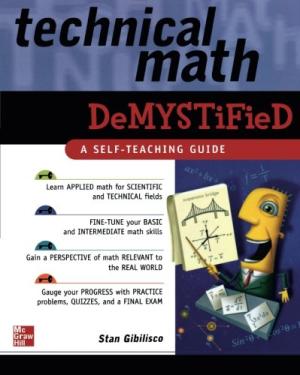 technical
math
DeMYSTiFieD
A SELF-TEACHING GUIDE
Learn APPLIED math for SCIENTIFIC
and TECHNICAL fields
FINE-TUNE your BASIC
and INTERMEDIATE math skills
Gain a PERSPECTIVE of math RELEVANT to
the REAL WORLD
Gauge your PROGRESS with PRACTICE
problems, QUIZZES, and a FINAL EXAM
suspension bridge
Mc
Graw
Hill
Stan Gibilisco